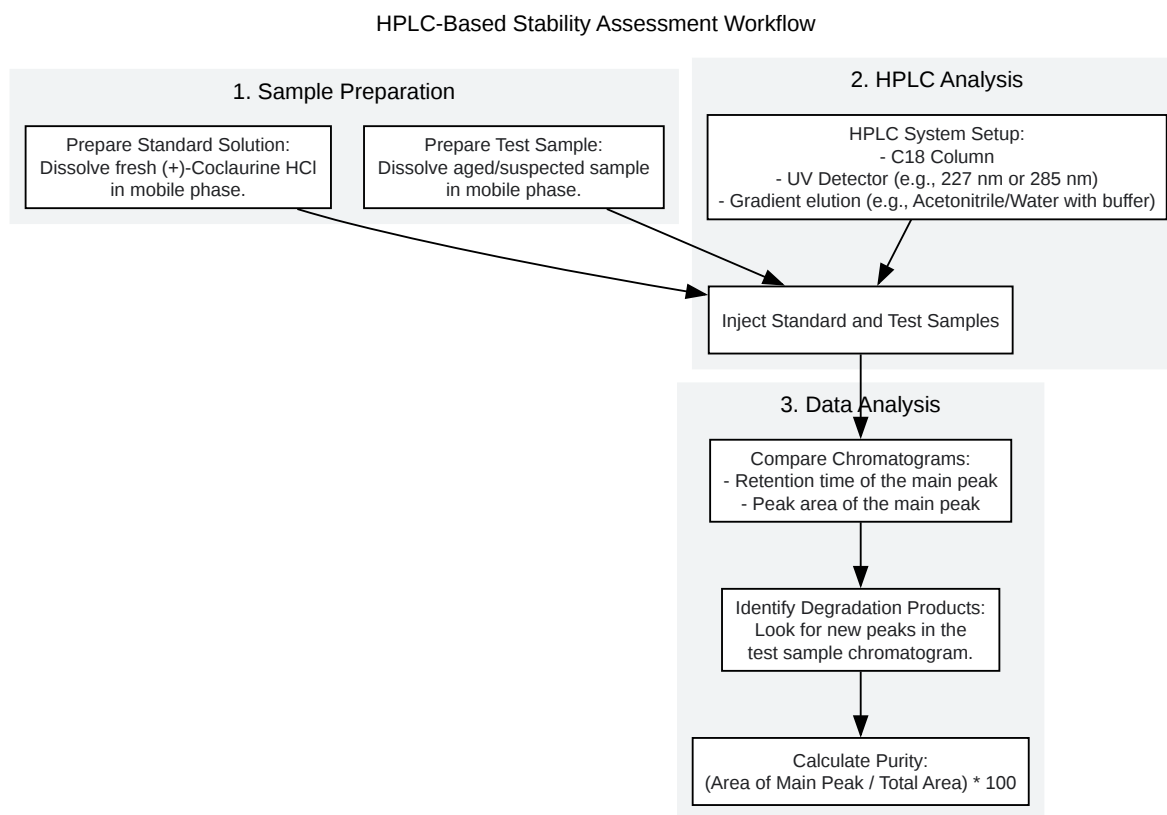 HPLC-Based Stability Assessment Workflow
1. Sample Preparation
Prepare Standard Solution:
Dissolve fresh (+)-Coclaurine HCl
in mobile phase.
Prepare Test Sample:
Dissolve aged/suspected sample
in mobile phase.
2. HPLC Analysis
HPLC System Setup:
- C18 Column
- UV Detector (e.g., 227 nm or 285 nm)
- Gradient elution (e.g., Acetonitrile/Water with buffer)
Inject Standard and Test Samples
3. Data Analysis
Compare Chromatograms:
- Retention time of the main peak
- Peak area of the main peak
Identify Degradation Products:
Look for new peaks in the
test sample chromatogram.
Calculate Purity:
(Area of Main Peak / Total Area) * 100